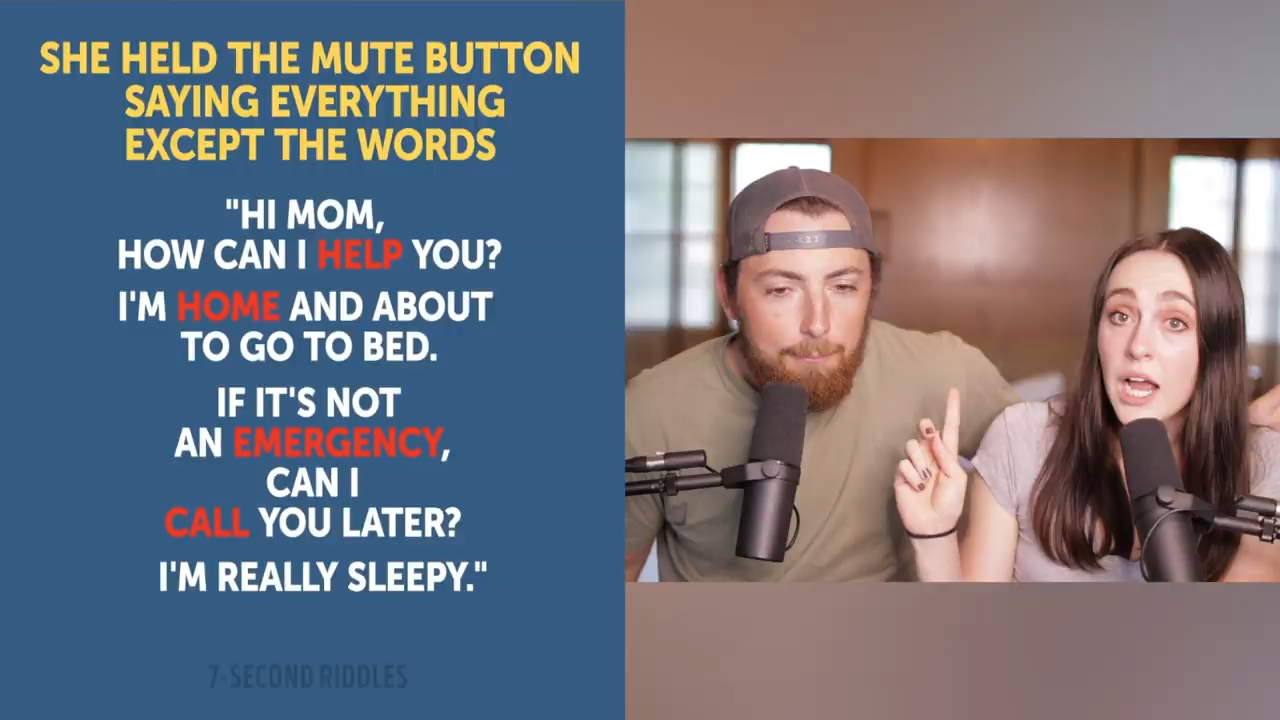 SHE HELD THE MUTE BUTTON
SAYING EVERYTHING
EXCEPT THE WORDS
"HI MOM,
HOW CAN I HELP YOU?
I'M HOME AND ABOUT
TO GO TO BED.
IF IT'S NOT
AN EMERGENCY,
CAN I
CALL YOU LATER?
I'M REALLY SLEEPY."
7-SECOND RIDDLES